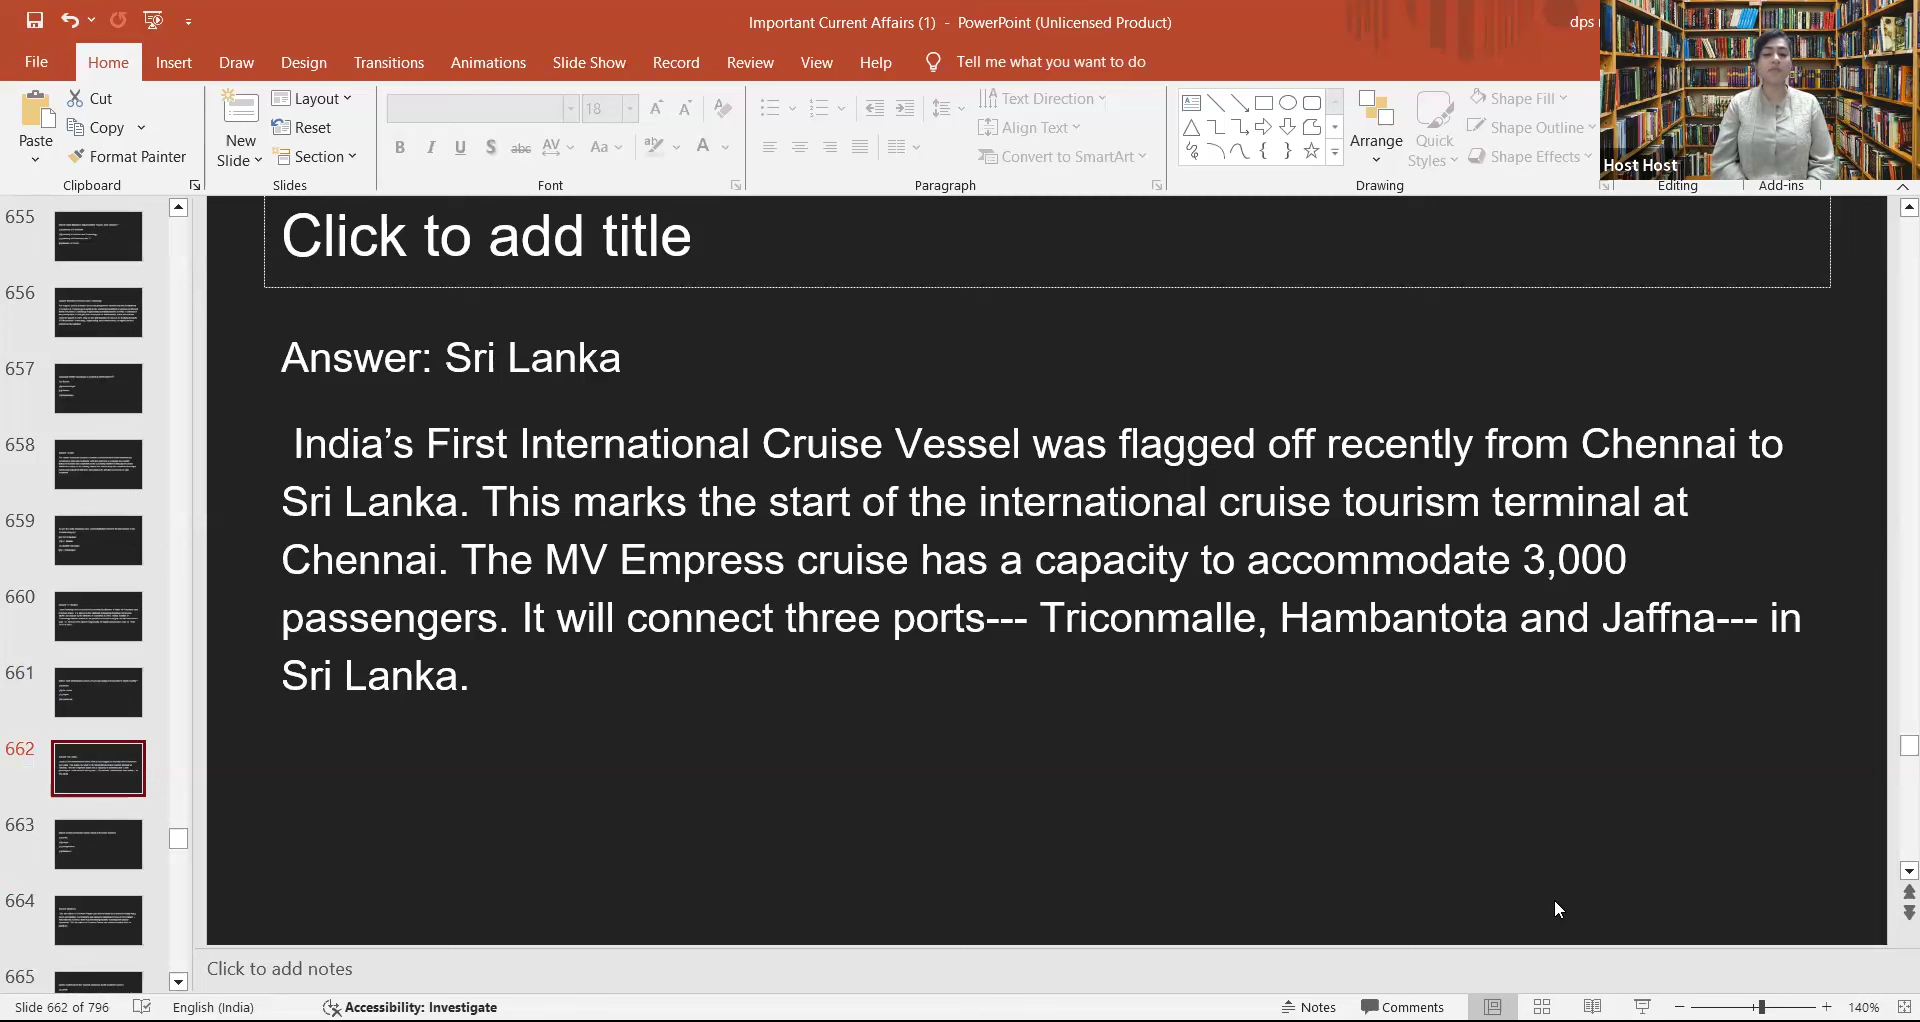 Important Current Affairs (1) - PowerPoint (Unlicensed Product)
dps
File Home Insert Draw Design Transitions Animations Slide Show Record Review View Help Tell me what you want to do
Cut
Copy
Format Painter
Paste
Clipboard
New Slide
Layout
Reset
Section
Slides
18
B I U S abc AV Aa A
Font
Text Direction
Align Text
Convert to SmartArt
Paragraph
Arrange
Quick Styles
Shape Fill
Shape Outline
Shape Effects
Drawing
Host Host
Editing
Add-ins
655
656
657
658
659
660
661
662
663
664
665
Click to add title
Answer: Sri Lanka
India’s First International Cruise Vessel was flagged off recently from Chennai to
Sri Lanka. This marks the start of the international cruise tourism terminal at
Chennai. The MV Empress cruise has a capacity to accommodate 3,000
passengers. It will connect three ports--- Triconmalle, Hambantota and Jaffna--- in
Sri Lanka.
Click to add notes
Slide 662 of 796 English (India) Accessibility: Investigate Notes Comments 140%